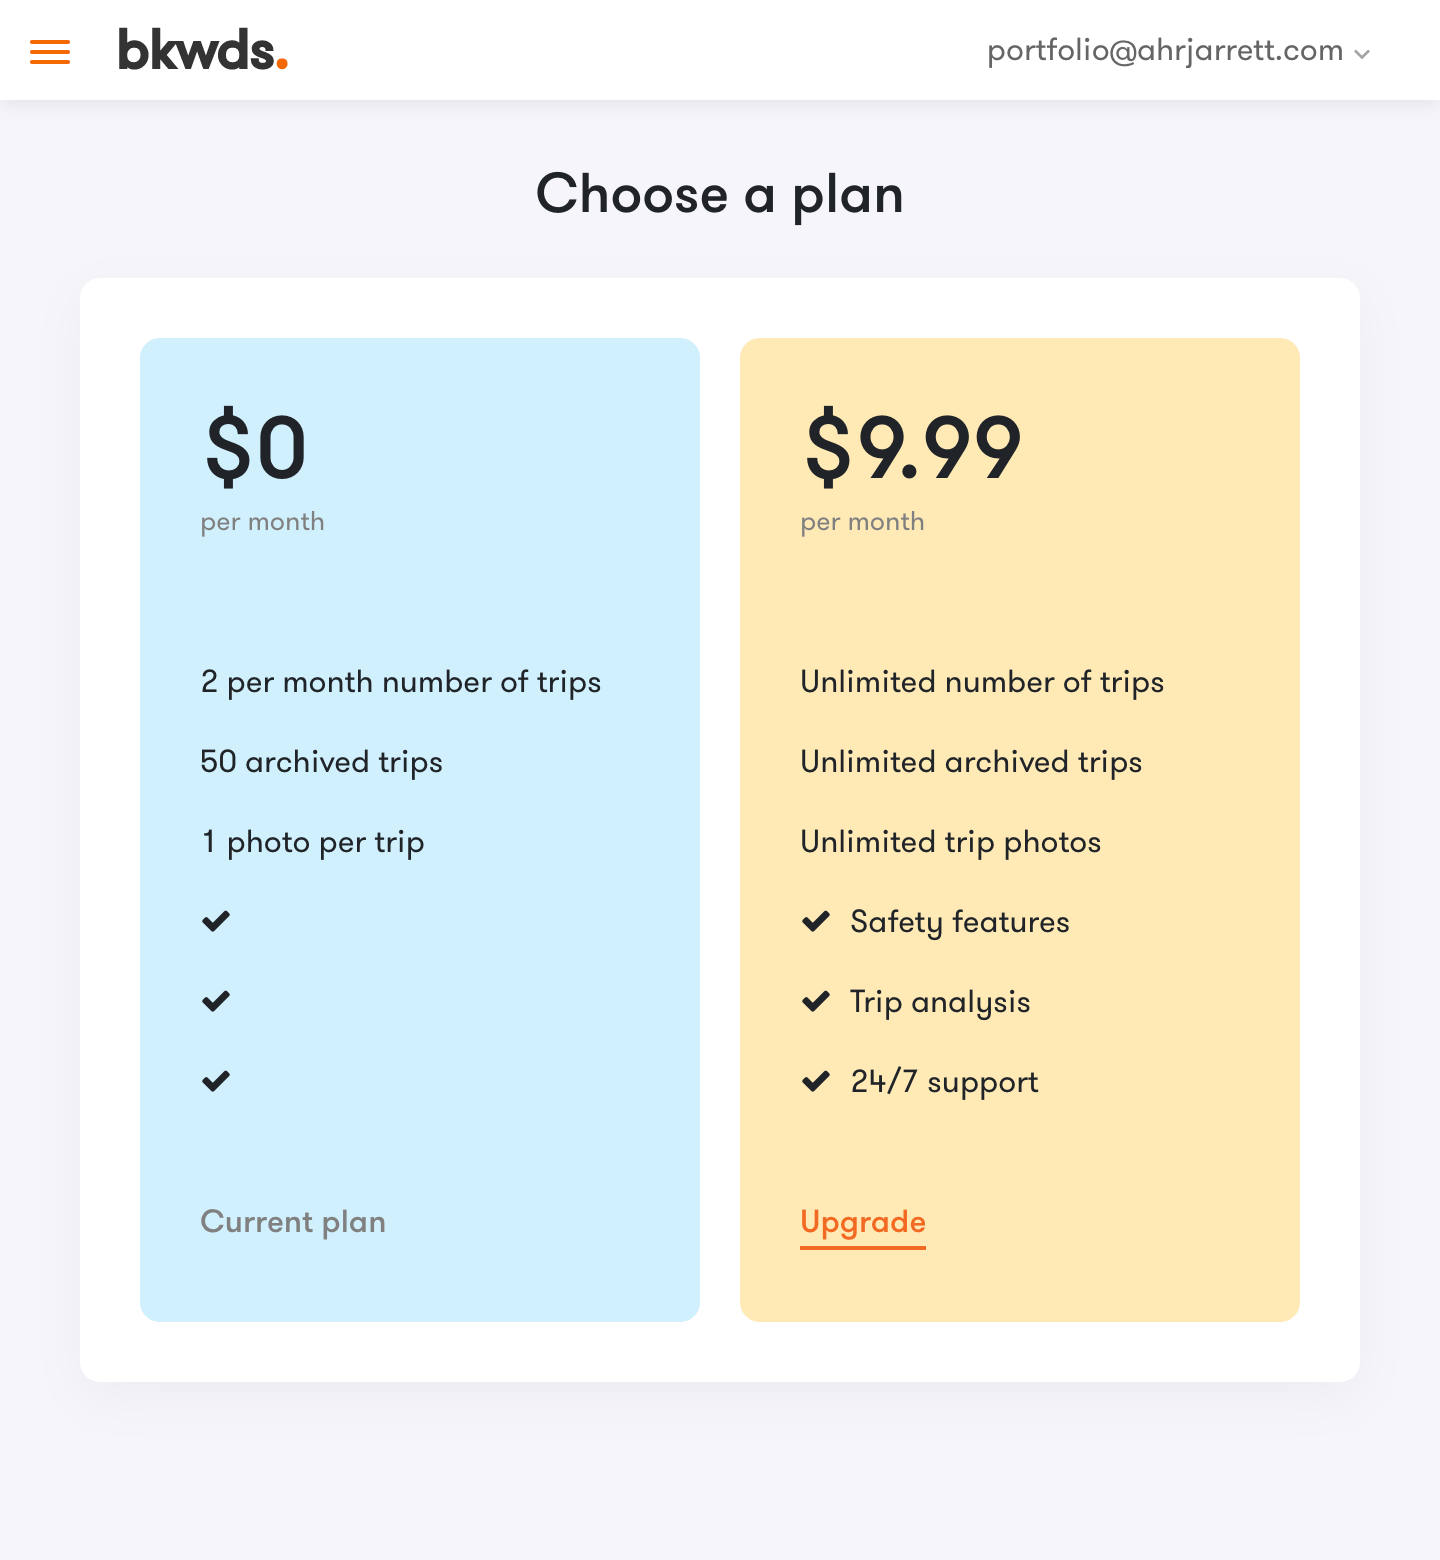 bkwds.
portfolio@ahrjarrett.com
Choose a plan
$0
per month
2 per month number of trips
50 archived trips
1 photo per trip
✔
✔
✔
Current plan
$9.99
per month
Unlimited number of trips
Unlimited archived trips
Unlimited trip photos
✔ Safety features
✔ Trip analysis
✔ 24/7 support
Upgrade